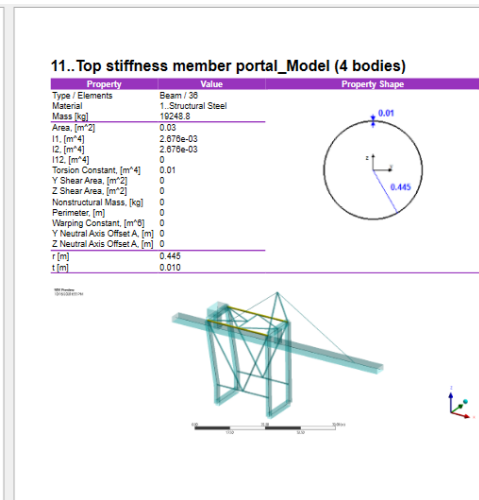 11..Top stiffness member portal_Model (4 bodies)
Property Value Property Shape
Type / Elements Beam / 36
Material 1..Structural Steel
Mass [kg] 19248.8
Area, [m^2] 0.03
I1, [m^4] 2.676e-03
I2, [m^4] 2.676e-03
I12, [m^4] 0
Torsion Constant, [m^4] 0.01
Y Shear Area, [m^2] 0
Z Shear Area, [m^2] 0
Nonstructural Mass, [kg] 0
Perimeter, [m] 0
Warping Constant, [m^6] 0
Y Neutral Axis Offset A, [m] 0
Z Neutral Axis Offset A, [m] 0
r [m] 0.445
t [m] 0.010
0.01
z
0.445